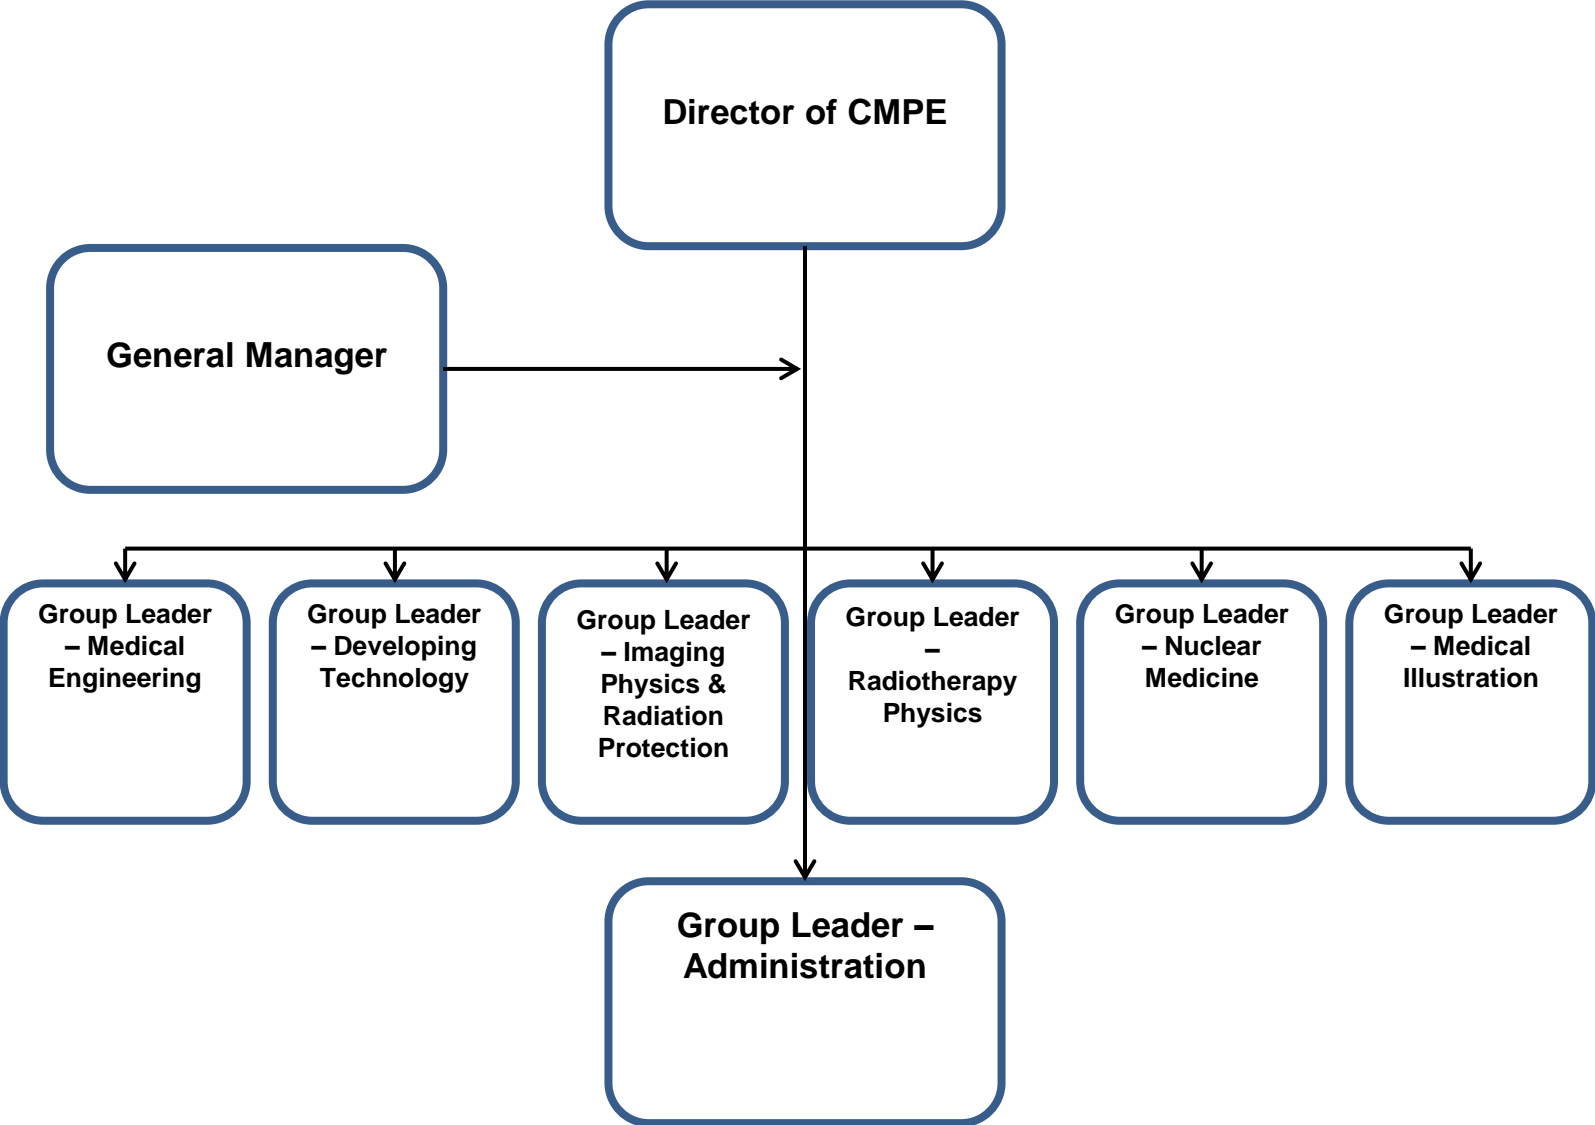 Director of CMPE
General Manager
Group Leader
– Medical
Engineering
Group Leader
– Developing
Technology
Group Leader
– Imaging
Physics &
Radiation
Protection
Group Leader
–
Radiotherapy
Physics
Group Leader
– Nuclear
Medicine
Group Leader
– Medical
Illustration
Group Leader –
Administration